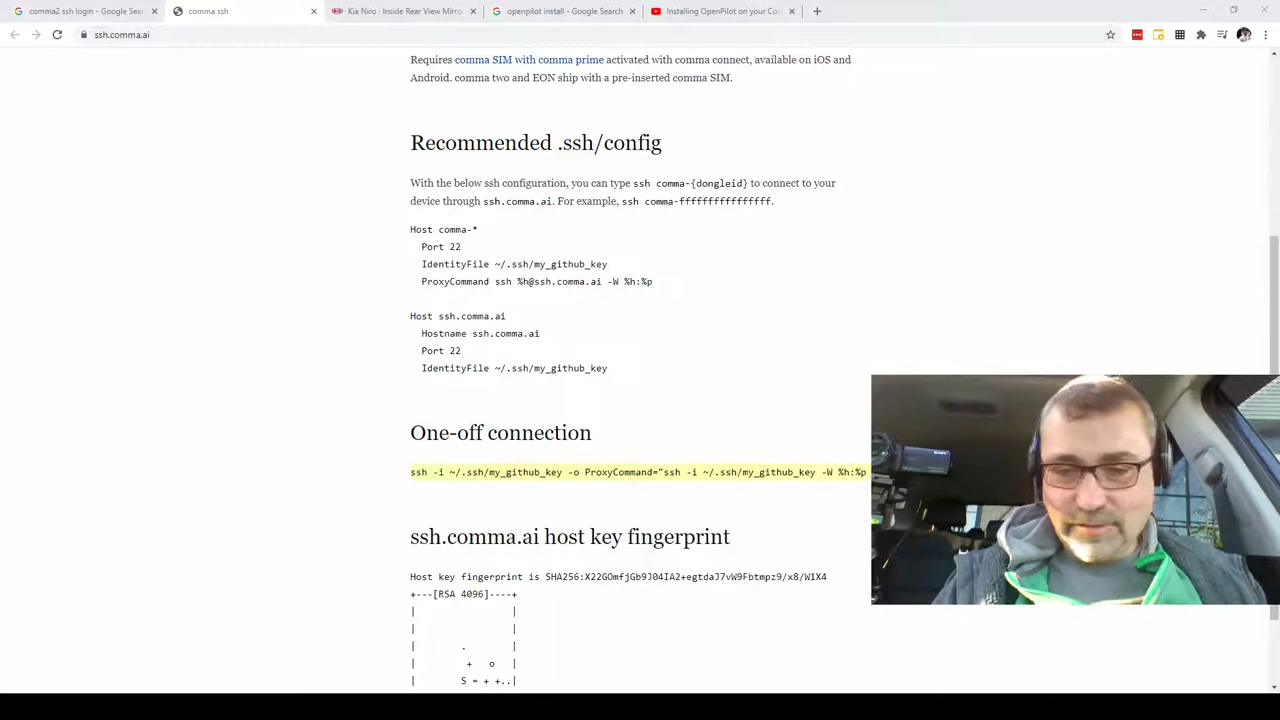 comma2 ssh login - Google Sear
comma ssh
Kia Niro : Inside Rear View Mirro
openpilot install - Google Search
Installing OpenPilot on your Co
ssh.comma.ai
Requires comma SIM with comma prime activated with comma connect, available on iOS and
Android. comma two and EON ship with a pre-inserted comma SIM.
Recommended .ssh/config
With the below ssh configuration, you can type ssh comma-{dongleid} to connect to your
device through ssh.comma.ai. For example, ssh comma-ffffffffffffffff.
Host comma-*
Port 22
IdentityFile ~/.ssh/my_github_key
ProxyCommand ssh %h@ssh.comma.ai -W %h:%p
Host ssh.comma.ai
Hostname ssh.comma.ai
Port 22
IdentityFile ~/.ssh/my_github_key
One-off connection
ssh -i ~/.ssh/my_github_key -o ProxyCommand="ssh -i ~/.ssh/my_github_key -W %h:%p
ssh.comma.ai host key fingerprint
Host key fingerprint is SHA256:X22GOmfjGb9J04IA2+egtdaJ7vW9Fbtmpz9/x8/W1X4
+---[RSA 4096]----+
|                 |
|                 |
|        .        |
|         +   o   |
|        S = + +..|